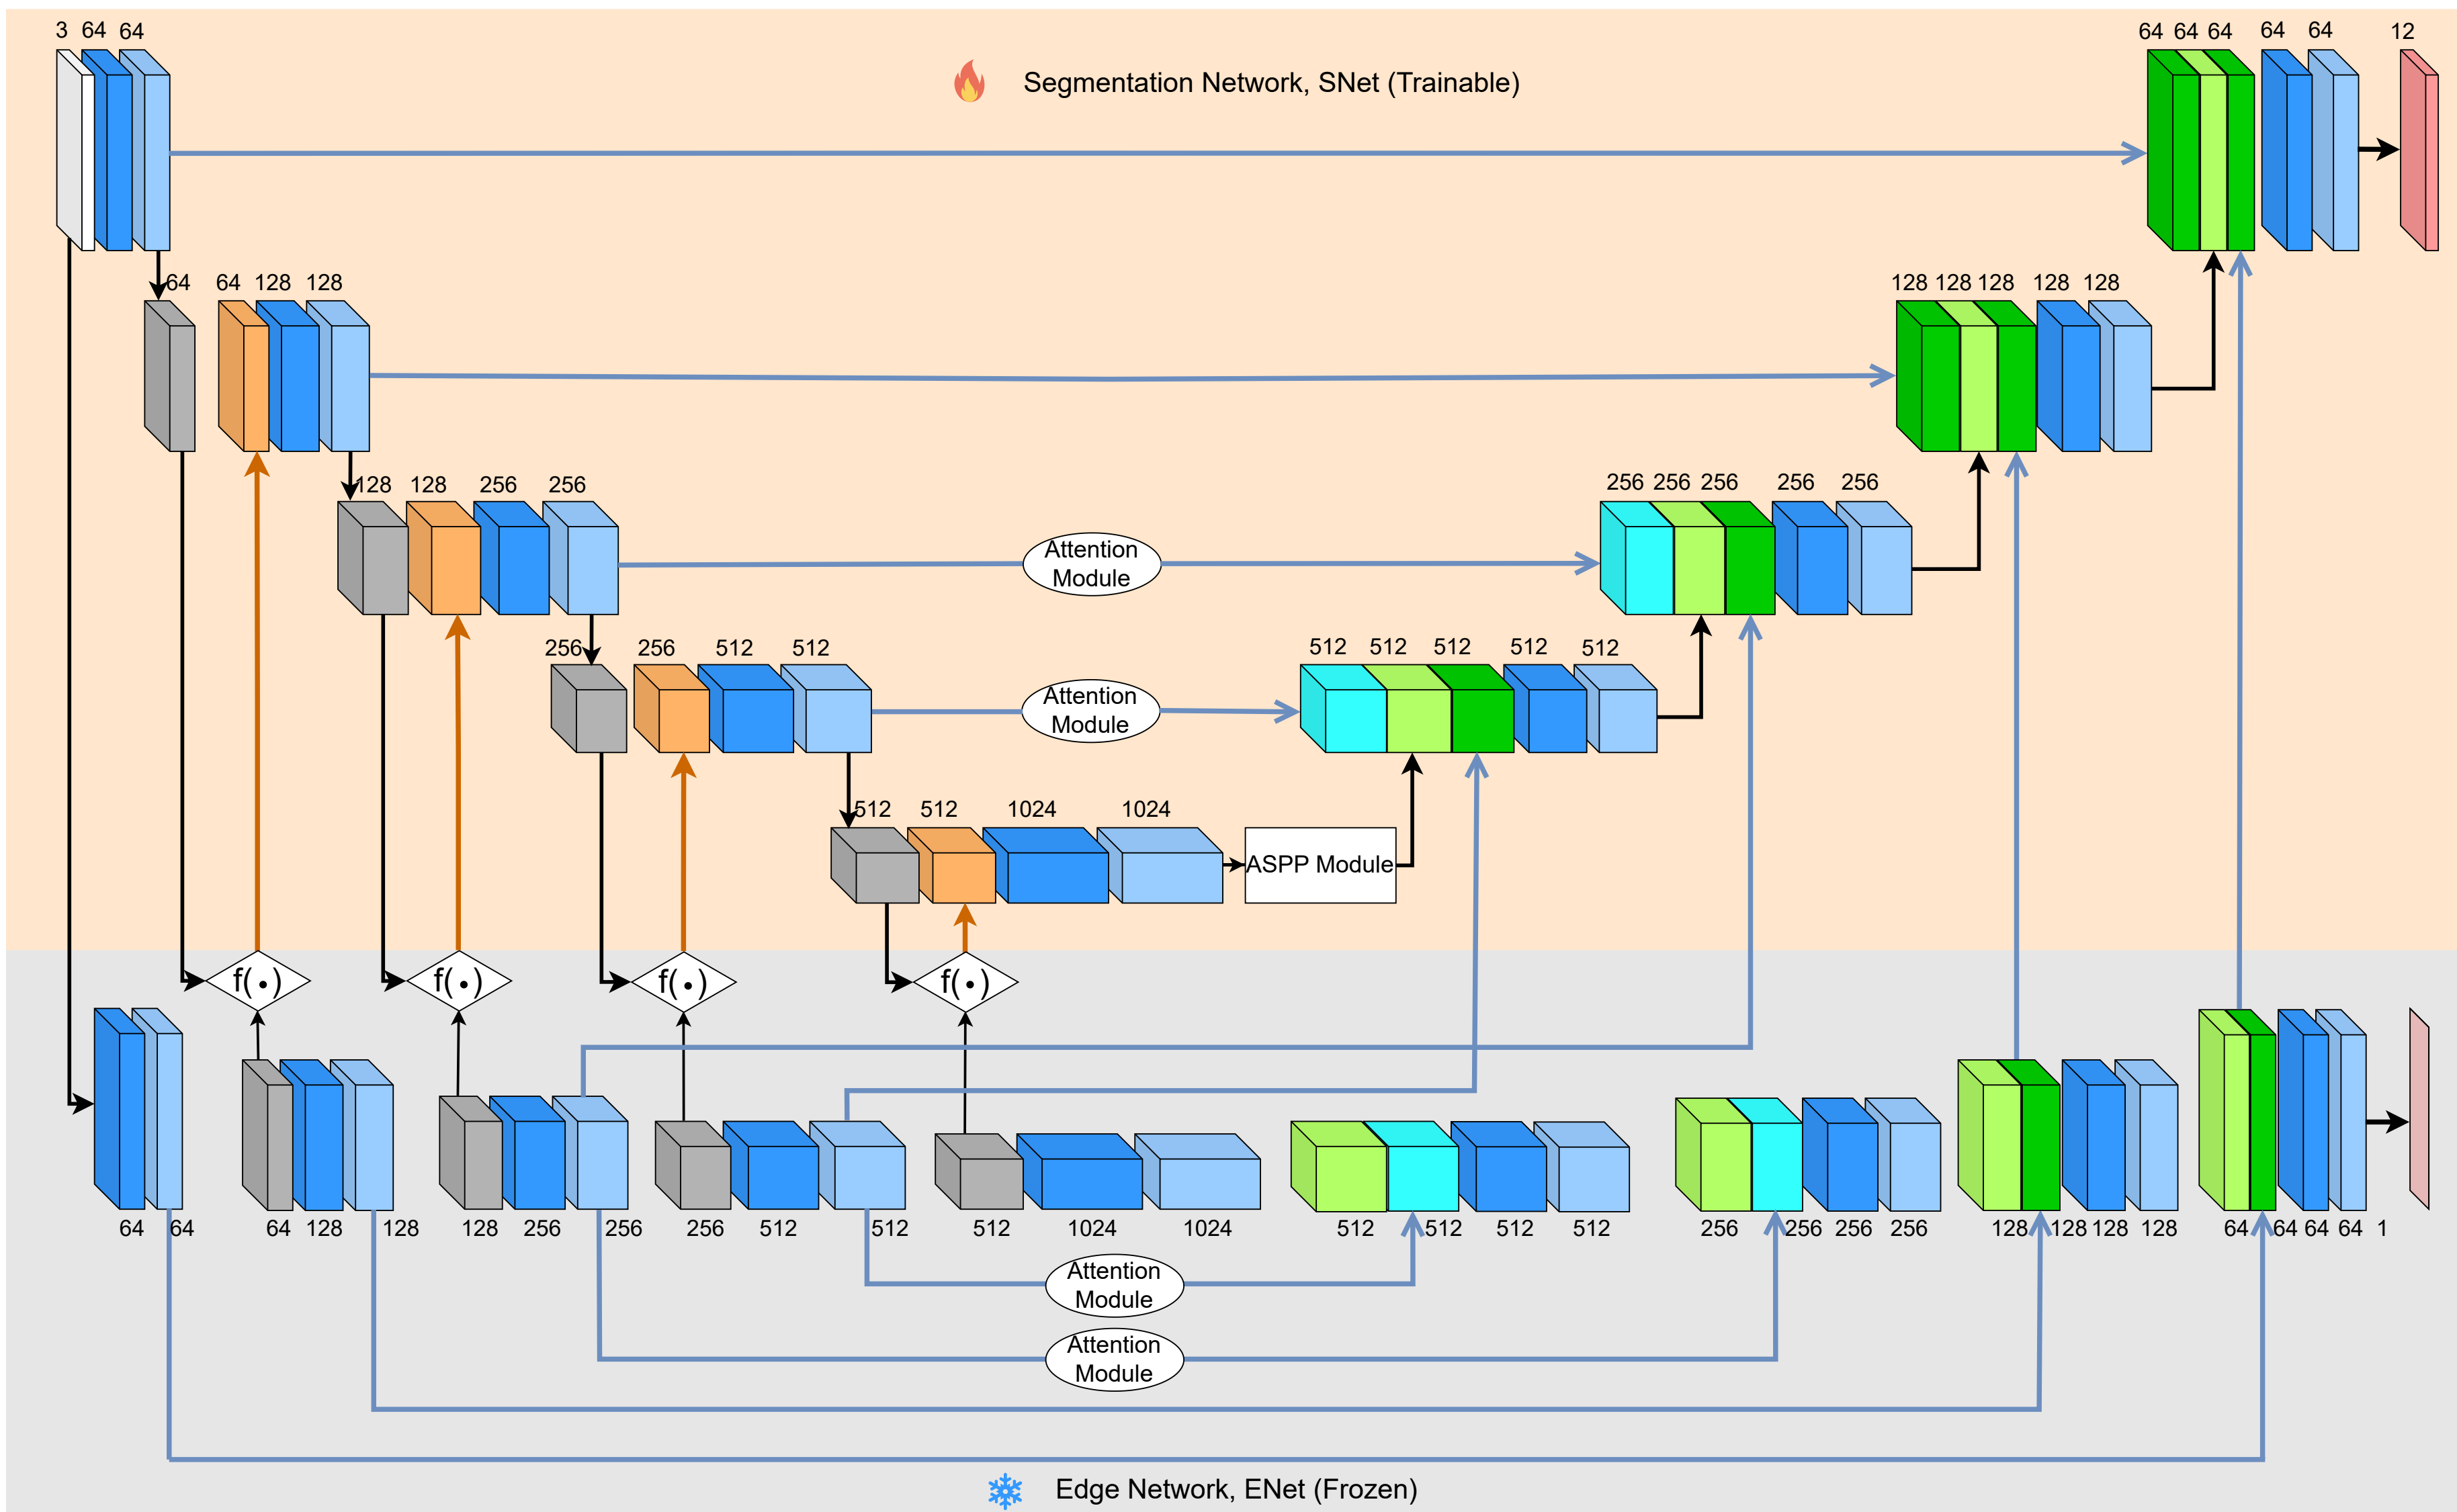 3 64 64
64 64 64 64 64 12
Segmentation Network, SNet (Trainable)
64 64 128 128
128 128 128 128 128
128 128 256 256
256 256 256 256 256
Attention
Module
256 256 512 512
512 512 512 512 512
Attention
Module
512 512 1024 1024
ASPP Module
f(•) f(•) f(•) f(•)
64 64 64 128 128 128 256 256 256 512 512 512 1024 1024 512 512 512 512 256 256 256 256 128 128 128 128 64 64 64 64 1
Attention
Module
Attention
Module
Edge Network, ENet (Frozen)